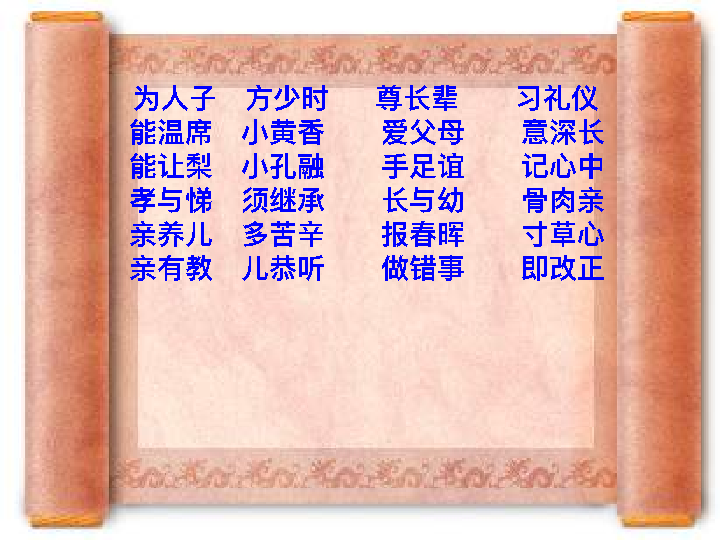 为人子 方少时 尊长辈 习礼仪
能温席 小黄香 爱父母 意深长
能让梨 小孔融 手足谊 记心中
孝与悌 须继承 长与幼 骨肉亲
亲养儿 多苦辛 报春晖 寸草心
亲有教 儿恭听 做错事 即改正